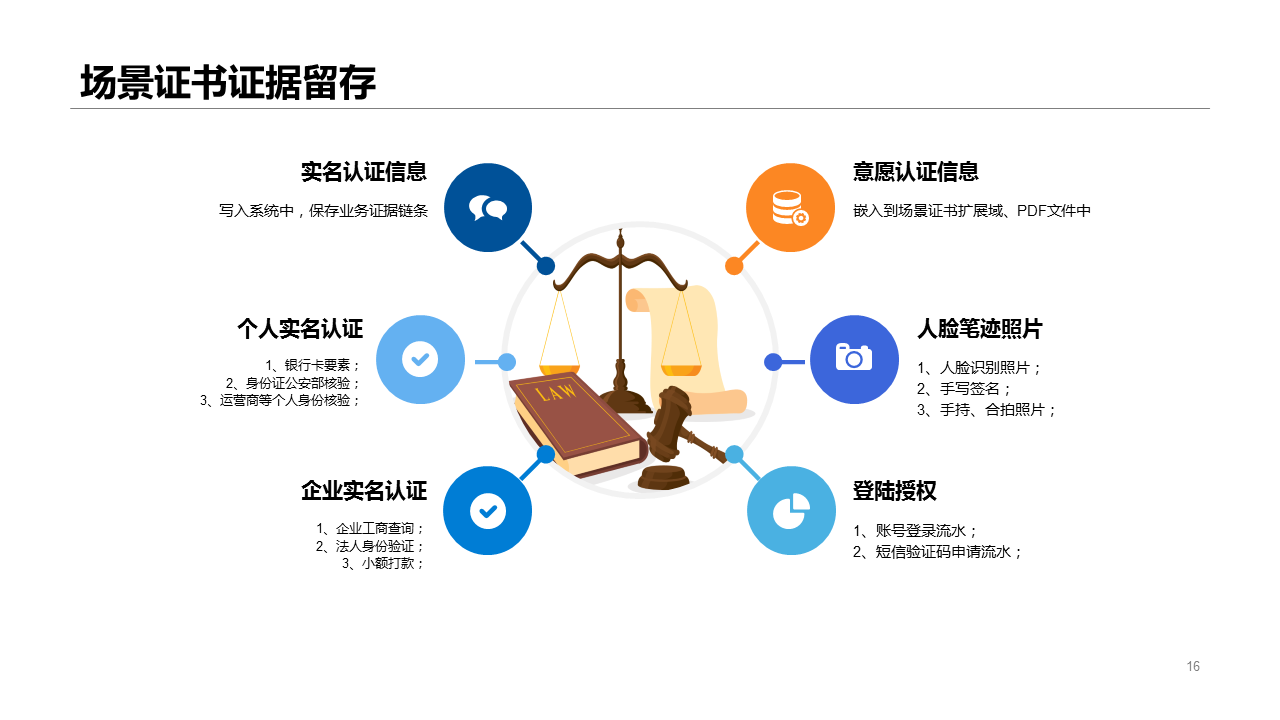 场景证书证据留存
实名认证信息
写入系统中，保存业务证据链条
个人实名认证
1、银行卡要素；
2、身份证公安部核验；
3、运营商等个人身份核验；
企业实名认证
1、企业工商查询；
2、法人身份验证；
3、小额打款；
LAW
意愿认证信息
嵌入到场景证书扩展域、PDF文件中
人脸笔迹照片
1、人脸识别照片；
2、手写签名；
3、手持、合拍照片；
登陆授权
1、账号登录流水；
2、短信验证码申请流水；
16